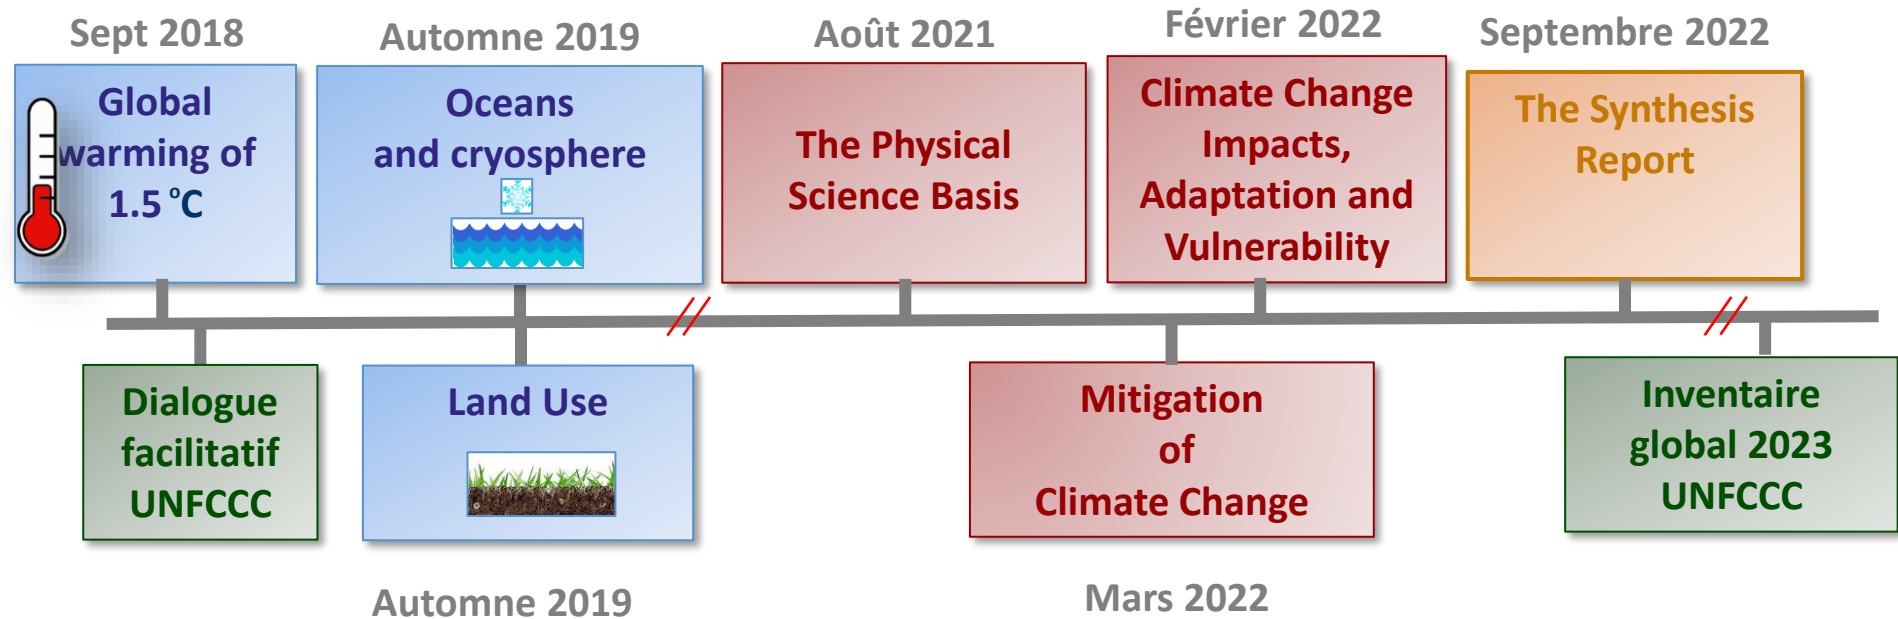 Sept 2018
Global
warming of
1.5 °C
Automne 2019
Oceans
and cryosphere
Août 2021
The Physical
Science Basis
Février 2022
Climate Change
Impacts,
Adaptation and
Vulnerability
Septembre 2022
The Synthesis
Report
Dialogue
facilitatif
UNFCCC
Land Use
Automne 2019
Mitigation
of
Climate Change
Mars 2022
Inventaire
global 2023
UNFCCC